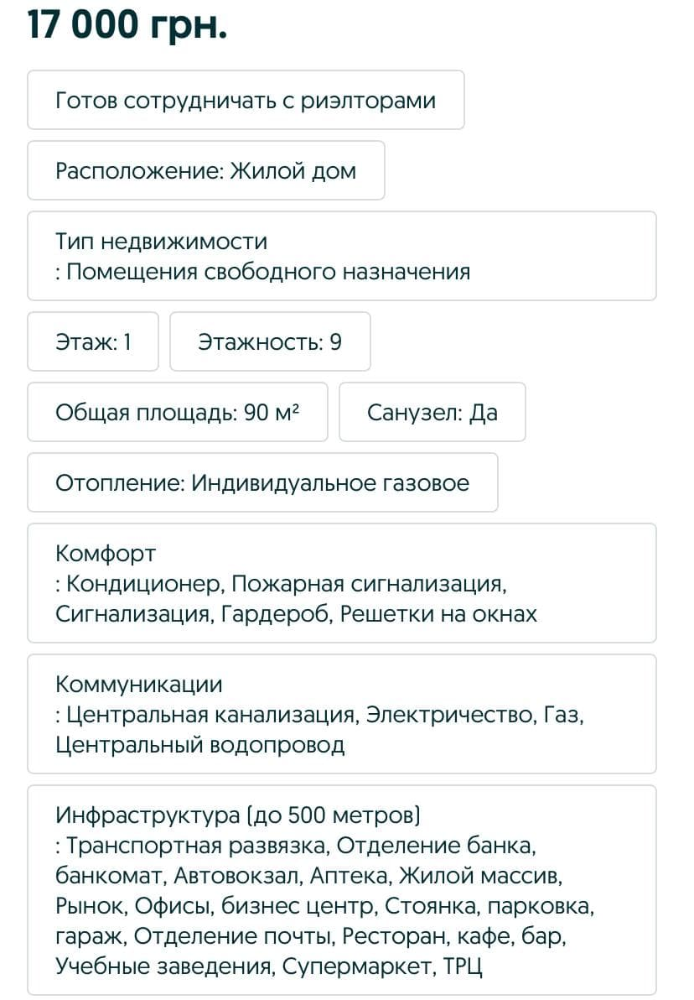 17 000 грн.
Готов сотрудничать с риэлторами
Расположение: Жилой дом
Тип недвижимости
: Помещения свободного назначения
Этаж: 1
Этажность: 9
Общая площадь: 90 м²
Санузел: Да
Отопление: Индивидуальное газовое
Комфорт
: Кондиционер, Пожарная сигнализация,
Сигнализация, Гардероб, Решетки на окнах
Коммуникации
: Центральная канализация, Электричество, Газ,
Центральный водопровод
Инфраструктура (до 500 метров)
: Транспортная развязка, Отделение банка,
банкомат, Автовокзал, Аптека, Жилой массив,
Рынок, Офисы, бизнес центр, Стоянка, парковка,
гараж, Отделение почты, Ресторан, кафе, бар,
Учебные заведения, Супермаркет, ТРЦ